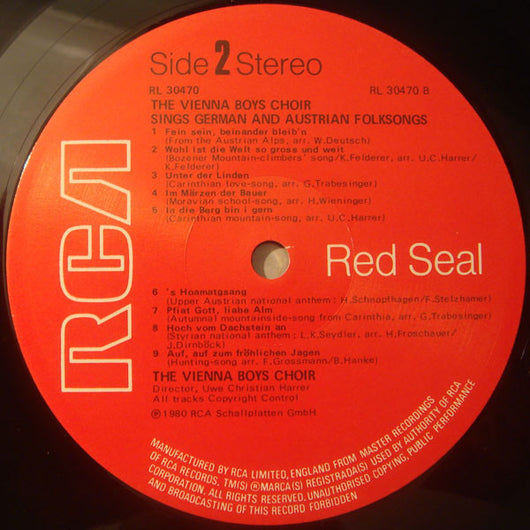 Side 2 Stereo
RL 30470
RL 30470 B
THE VIENNA BOYS CHOIR
SINGS GERMAN AND AUSTRIAN FOLKSONGS
1 Fein sein, beinander bleib'n
(From the Austrian Alps, arr. W.Deutsch)
2 Wohl ist die Welt so gross und weit
(Bozener Mountain-climbers' song/K.Felderer, arr. U.C.Harrer/
K.Felderer)
3 Unter der Linden
(Carinthian love-song, arr. G.Trabesinger)
4 Im Märzen der Bauer
(Moravian school-song, arr. H.Wieninger)
5 In die Berg bin i gern
(Carinthian mountain-song, arr. U.C.Harrer)
RCA
Red Seal
6 's Hoamatgsang
(Upper Austrian national anthem; H.Schnopfhagen/F.Stelzhamer)
7 Pfiat Gott, liabe Alm
(Autumnal mountainside-song from Carinthia, arr. G.Trabesinger)
8 Hoch vom Dachstein an
(Styrian national anthem; L.K.Seydler, arr. H.Froschauer/
J.Dirnböck)
9 Auf, auf zum fröhlichen Jagen
(Hunting-song arr. F.Grossmann/B.Hanke)
THE VIENNA BOYS CHOIR
Director, Uwe Christian Harrer
All tracks Copyright Control
℗1980 RCA Schallplatten GmbH
MANUFACTURED BY RCA LIMITED, ENGLAND FROM MASTER RECORDINGS
OF RCA RECORDS. TM(S) ® MARCA(S) REGISTRADA(S) USED BY AUTHORITY OF RCA
CORPORATION. ALL RIGHTS RESERVED. UNAUTHORISED COPYING, PUBLIC PERFORMANCE
AND BROADCASTING OF THIS RECORD FORBIDDEN